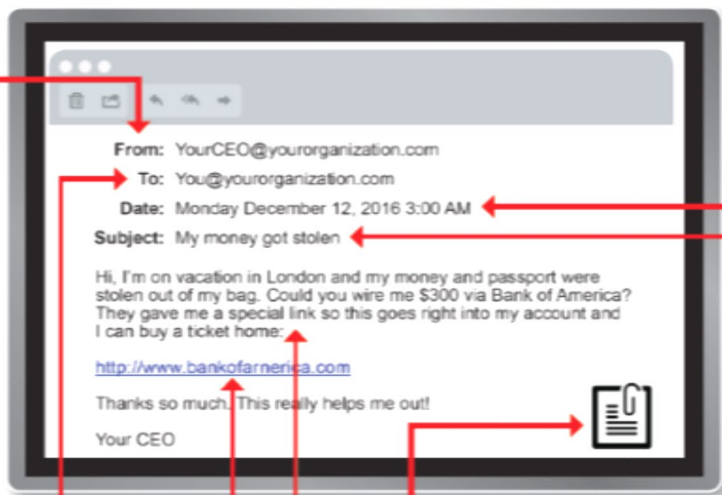 From: YourCEO@yourorganization.com
To: You@yourorganization.com
Date: Monday December 12, 2016 3:00 AM
Subject: My money got stolen
Hi, I'm on vacation in London and my money and passport were
stolen out of my bag. Could you wire me $300 via Bank of America?
They gave me a special link so this goes right into my account and
I can buy a ticket home:
http://www.bankofarnerica.com
Thanks so much. This really helps me out!
Your CEO